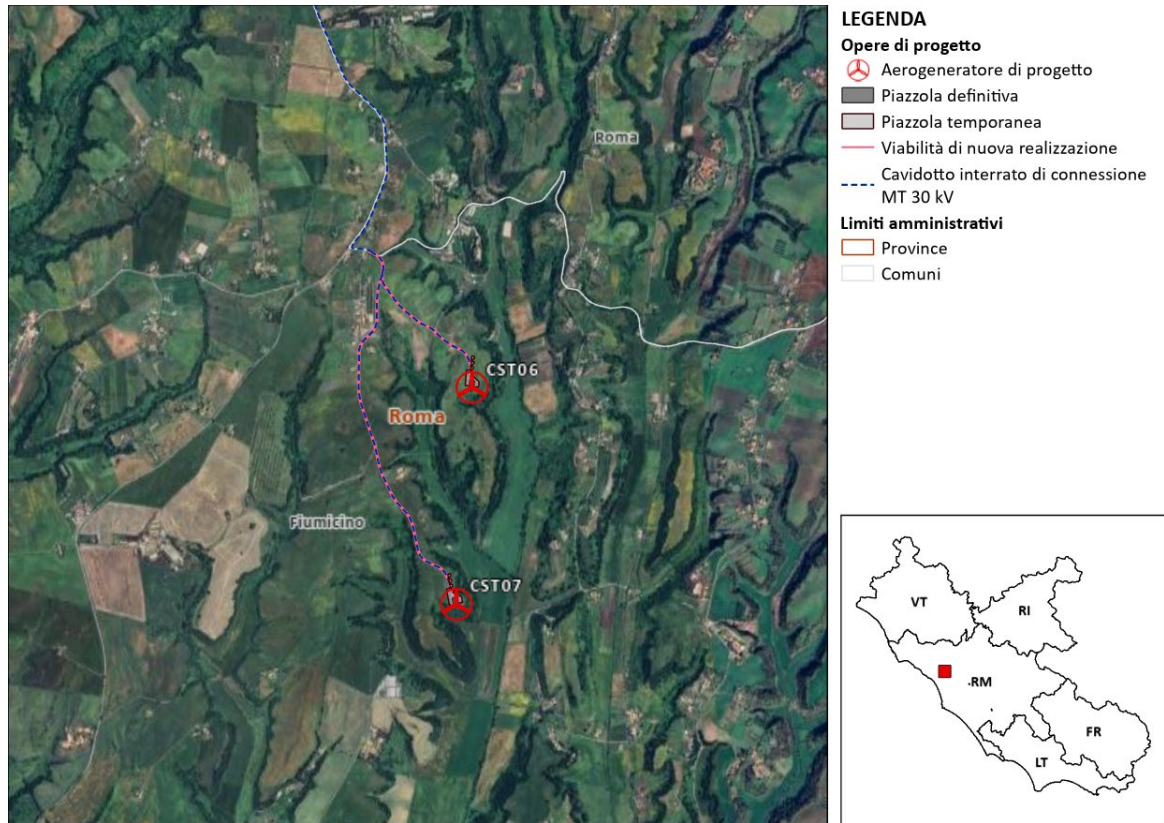 Roma
CST06
Roma
Fiumicino
CST07
LEGENDA
Opere di progetto
Aerogeneratore di progetto
Piazzola definitiva
Piazzola temporanea
Viabilità di nuova realizzazione
Cavidotto interrato di connessione
MT 30 kV
Limiti amministrativi
Province
Comuni
VT
RI
RM
FR
LT